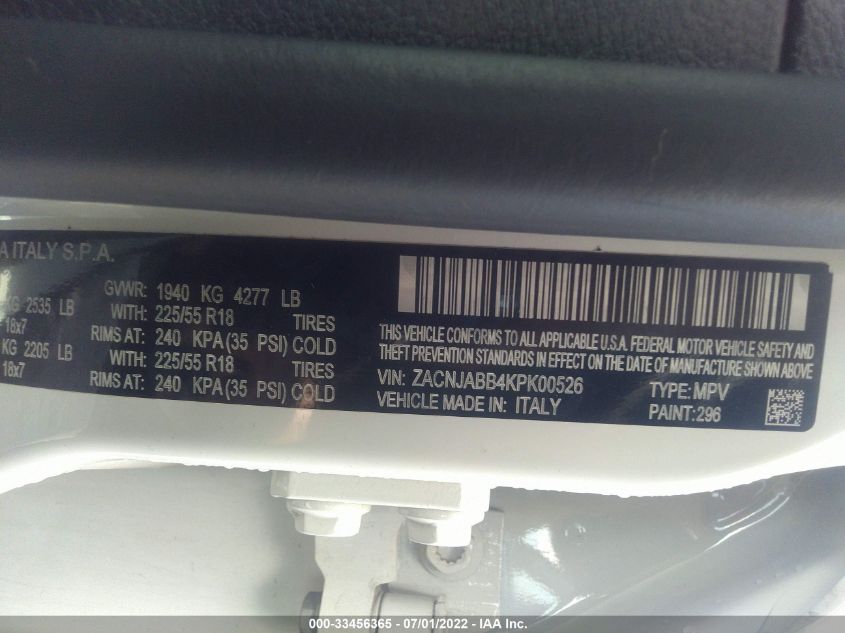 A ITALY S.P.A.
KG 2535 LB
18x7
KG 2205 LB
18x7
GVWR: 1940 KG 4277 LB
WITH: 225/55 R18 TIRES
RIMS AT: 240 KPA (35 PSI) COLD
WITH: 225/55 R18 TIRES
RIMS AT: 240 KPA (35 PSI) COLD
THIS VEHICLE CONFORMS TO ALL APPLICABLE U.S.A. FEDERAL MOTOR VEHICLE SAFETY AND
THEFT PREVENTION STANDARDS IN EFFECT ON THE DATE OF MANUFACTURE SHOWN ABOVE
VIN: ZACNJABB4KPK00526 TYPE: MPV
VEHICLE MADE IN: ITALY PAINT: 296
000-33456365 - 07/01/2022 - IAA Inc.